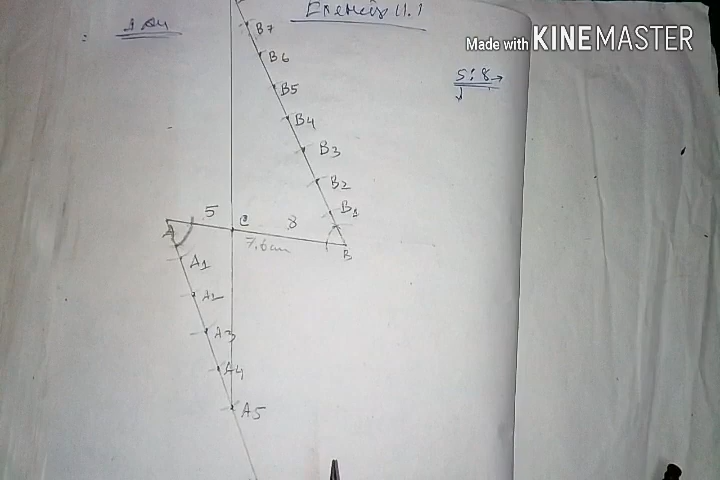 Exercise 11.1
Made with KINEMASTER
5:8
B7
B6
B5
B4
B3
B2
B1
5
C
8
A
7.6cm
B
A1
A2
A3
A4
A5